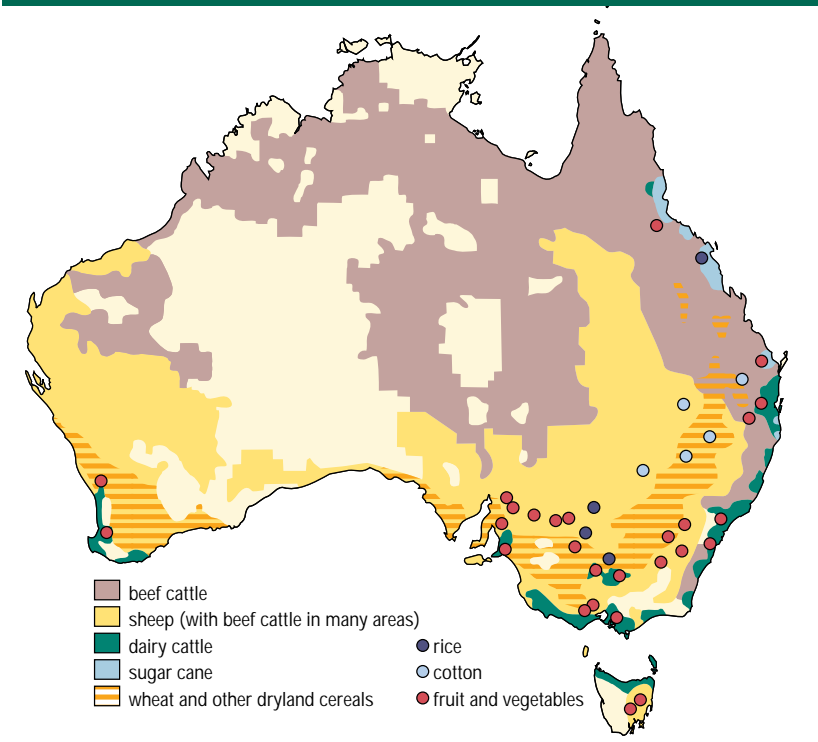 beef cattle
sheep (with beef cattle in many areas)
dairy cattle
sugar cane
wheat and other dryland cereals
rice
cotton
fruit and vegetables